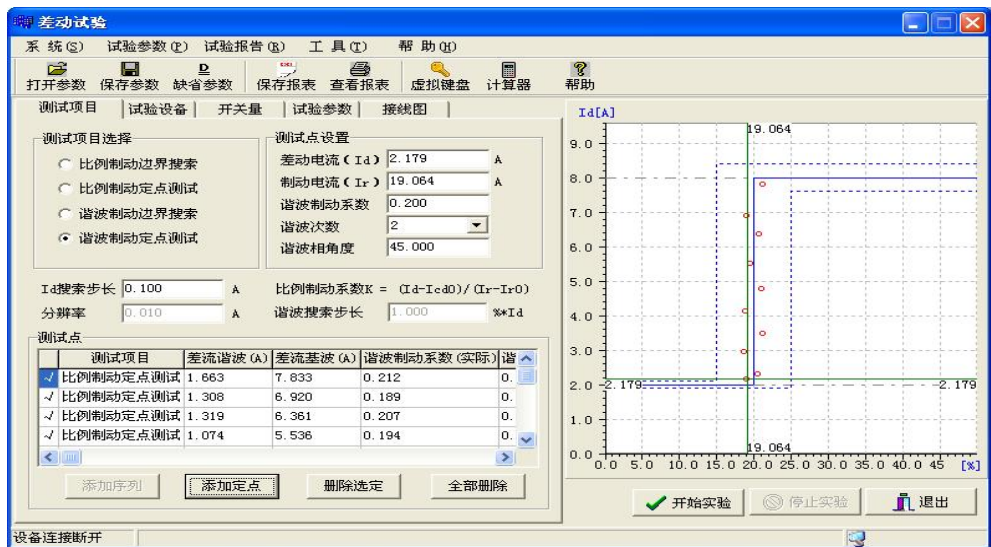 差动试验
系 统(S) 试验参数(P) 试验报告(R) 工 具(T) 帮 助(H)
打开参数 保存参数 缺省参数 保存报表 查看报表 虚拟键盘 计算器 帮助
测试项目 试验设备 开关量 试验参数 接线图
测试项目选择
比例制动边界搜索
比例制动定点测试
谐波制动边界搜索
谐波制动定点测试
测试点设置
差动电流(Id) 2.179 A
制动电流(Ir) 19.064 A
谐波制动系数 0.200
谐波次数 2
谐波相角度 45.000
Id搜索步长 0.100 A 比例制动系数K = (Id-Icd0)/(Ir-Ir0)
分辨率 0.010 A 谐波搜索步长 1.000 %*Id
测试点
测试项目 差流谐波(A) 差流基波(A) 谐波制动系数(实际) 谐
√ 比例制动定点测试 1.663 7.833 0.212 0.
√ 比例制动定点测试 1.308 6.920 0.189 0.
√ 比例制动定点测试 1.319 6.361 0.207 0.
√ 比例制动定点测试 1.074 5.536 0.194 0.
添加序列 添加定点 删除选定 全部删除
Id[A]
19.064
9.0
8.0
7.0
6.0
5.0
4.0
3.0
2.0 2.179 2.179
1.0
0.0 19.064
0.0 5.0 10.0 15.0 20.0 25.0 30.0 35.0 40.0 45 [%]
开始实验 停止实验 退出
设备连接断开